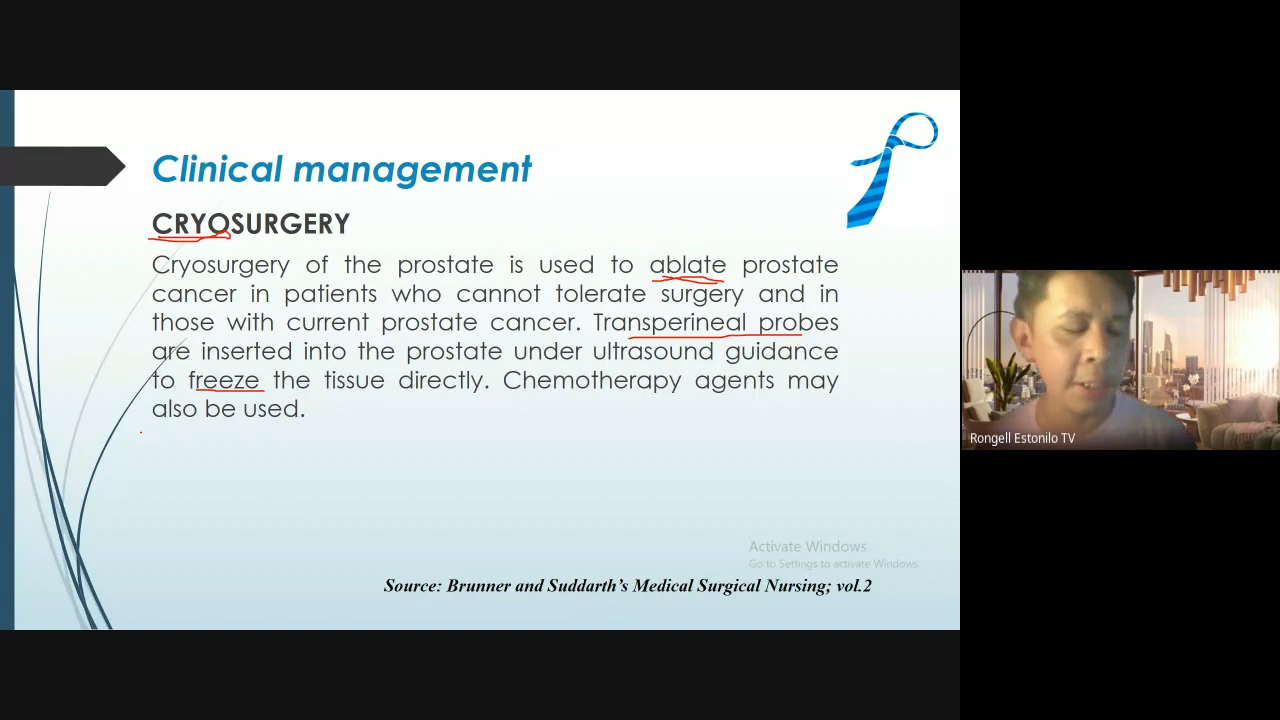 Clinical management
CRYOSURGERY
Cryosurgery of the prostate is used to ablate prostate
cancer in patients who cannot tolerate surgery and in
those with current prostate cancer. Transperineal probes
are inserted into the prostate under ultrasound guidance
to freeze the tissue directly. Chemotherapy agents may
also be used.
Activate Windows
Go to Settings to activate Windows.
Source: Brunner and Suddarth's Medical Surgical Nursing; vol.2
Rongell Estonilo TV